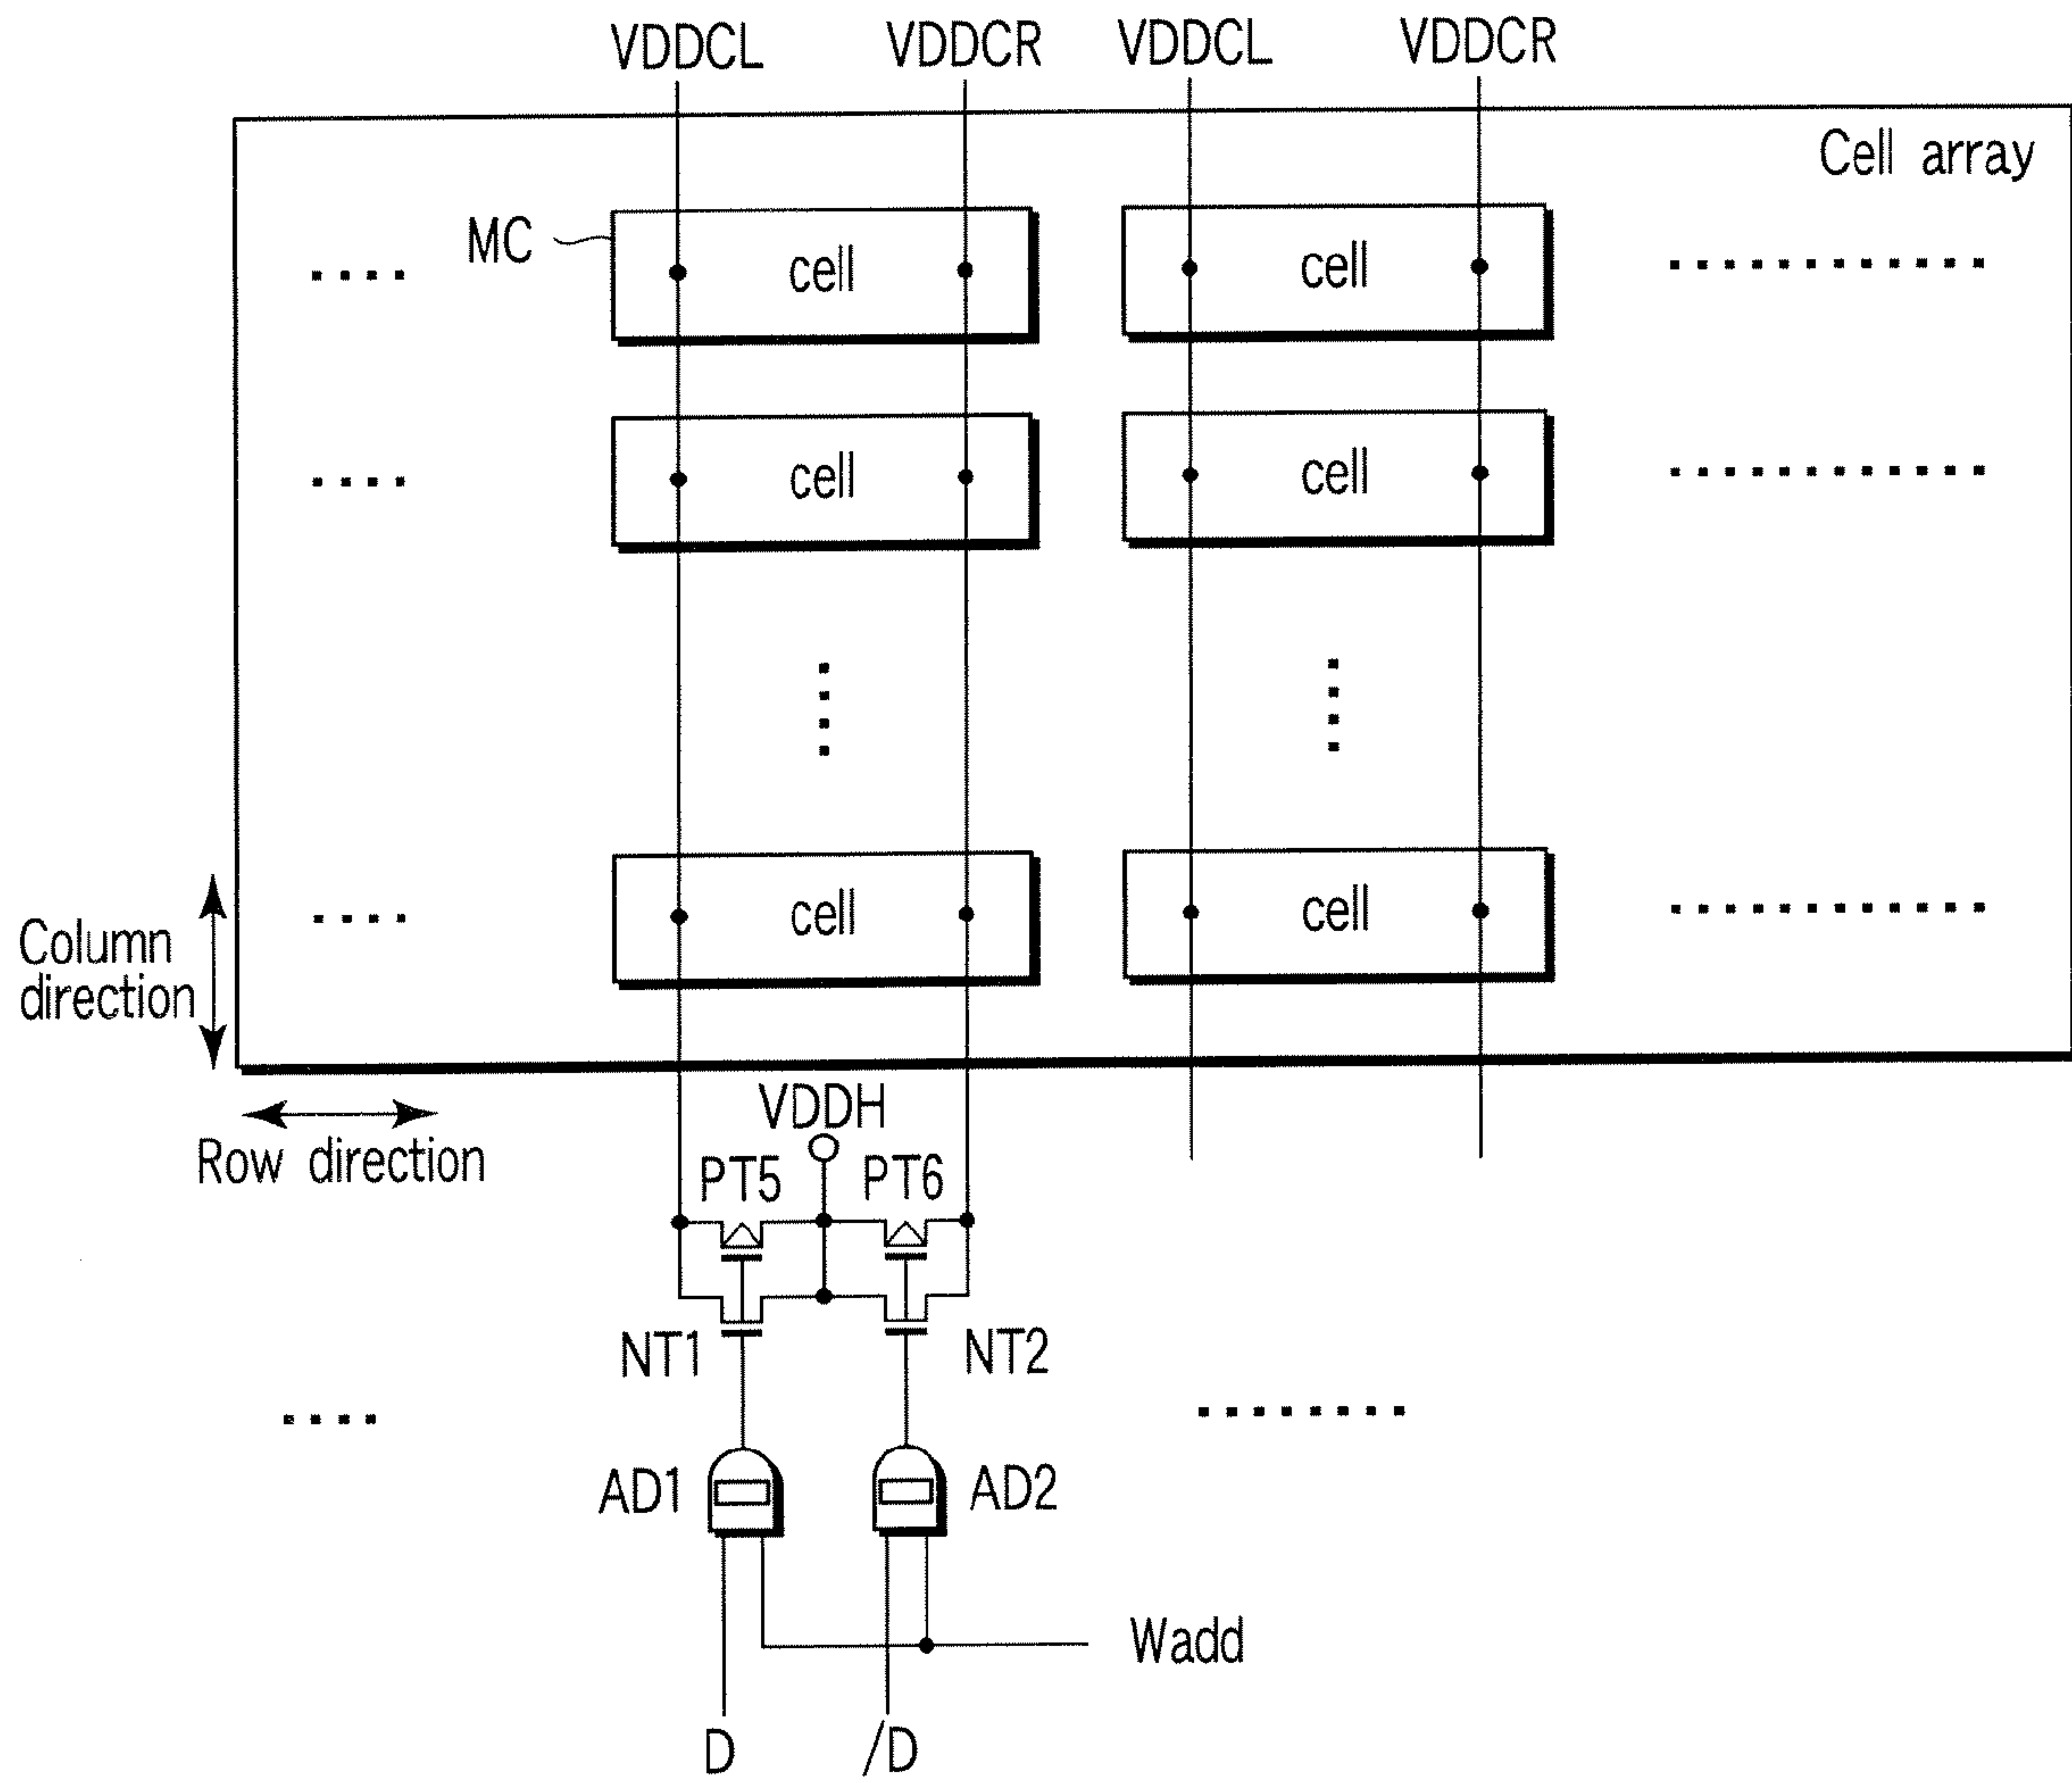 VDDCL VDDCR VDDCL VDDCR
Cell array
MC
cell cell
cell cell
cell cell
Column
direction
Row direction
VDDH
PT5 PT6
NT1 NT2
AD1 AD2
Wadd
D /D